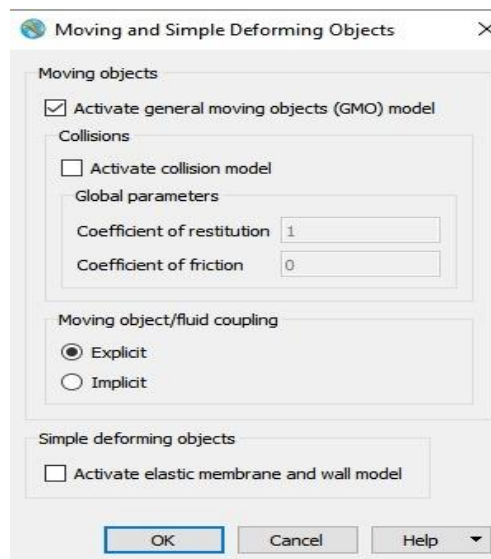 Moving and Simple Deforming Objects
Moving objects
Activate general moving objects (GMO) model
Collisions
Activate collision model
Global parameters
Coefficient of restitution 1
Coefficient of friction 0
Moving object/fluid coupling
Explicit
Implicit
Simple deforming objects
Activate elastic membrane and wall model
OK Cancel Help